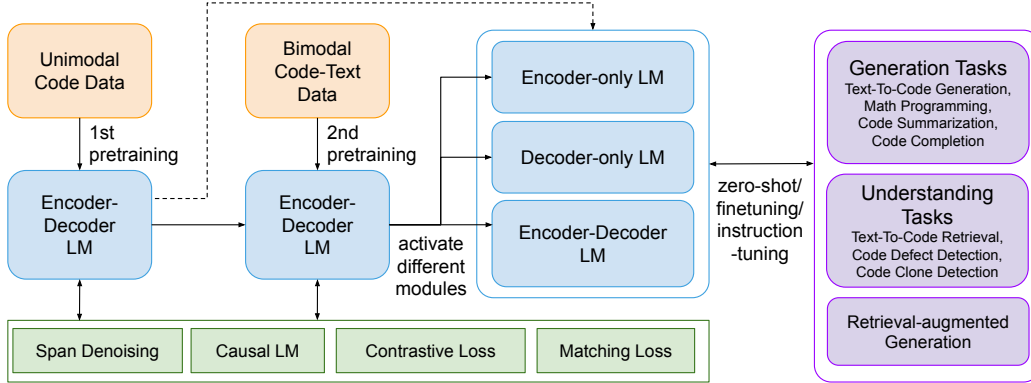 Unimodal
Code Data
Bimodal
Code-Text
Data
1st
pretraining
2nd
pretraining
Encoder-
Decoder
LM
Encoder-
Decoder
LM
activate
different
modules
Encoder-only LM
Decoder-only LM
Encoder-Decoder
LM
zero-shot/
finetuning/
instruction
-tuning
Generation Tasks
Text-To-Code Generation,
Math Programming,
Code Summarization,
Code Completion
Understanding
Tasks
Text-To-Code Retrieval,
Code Defect Detection,
Code Clone Detection
Retrieval-augmented
Generation
Span Denoising
Causal LM
Contrastive Loss
Matching Loss